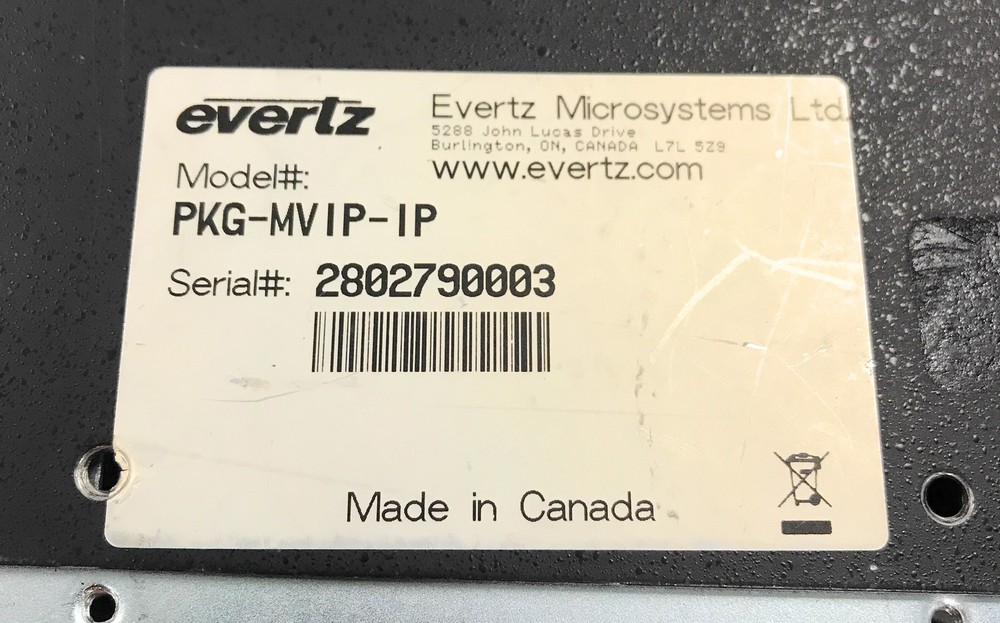 evertz
Evertz Microsystems Ltd.
5288 John Lucas Drive
Burlington, ON, CANADA L7L 5Z9
www.evertz.com
Model#:
PKG-MVIP-IP
Serial#: 2802790003
Made in Canada